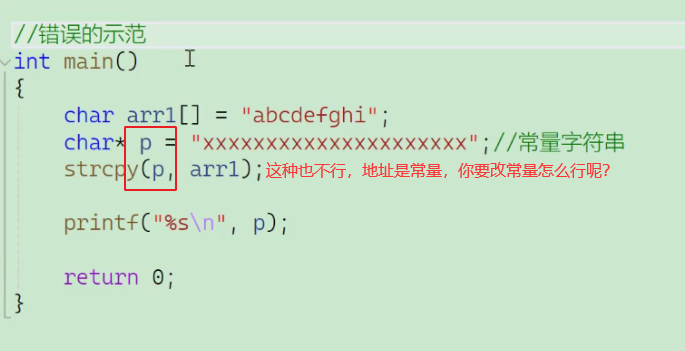 //错误的示范
int main()
{
char arr1[] = "abcdefghi";
char* p = "xxxxxxxxxxxxxxxxxxxxx";//常量字符串
strcpy(p, arr1);这种也不行，地址是常量，你要改常量怎么行呢？
printf("%s\n", p);
return 0;
}